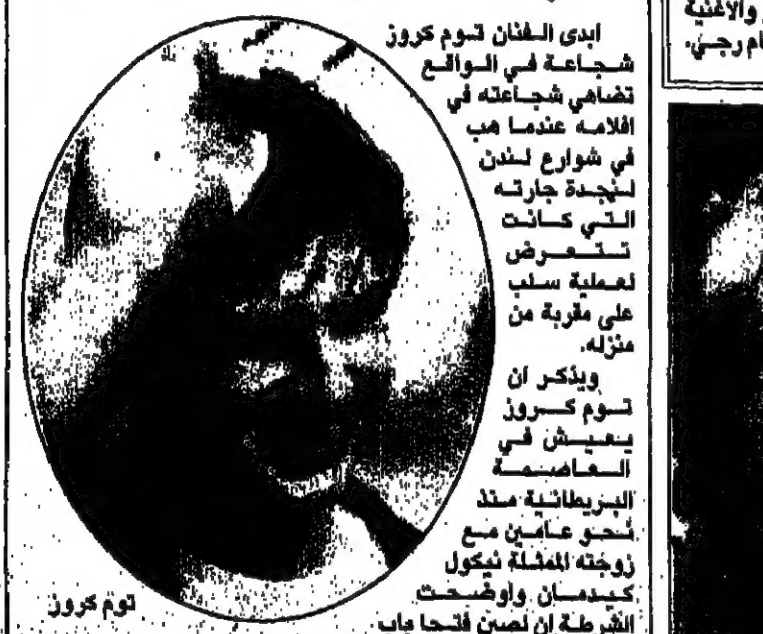 ابدى الفنان توم كروز
شجاعة في الواقع
تضاهي شجاعته في
افلامه عندما هب
في شوارع لندن
لنجدة جارته
التي كانت
تتعرض
لعملية سلب
على مقربة من
منزله.
ويذكر ان
توم كروز
يعيش في
العاصمة
البريطانية منذ
نحو عامين مع
زوجته الممثلة نيكول
كيدمان واوضحت
الشرطة ان لصين فتحا باب
توم كروز
والاغنية